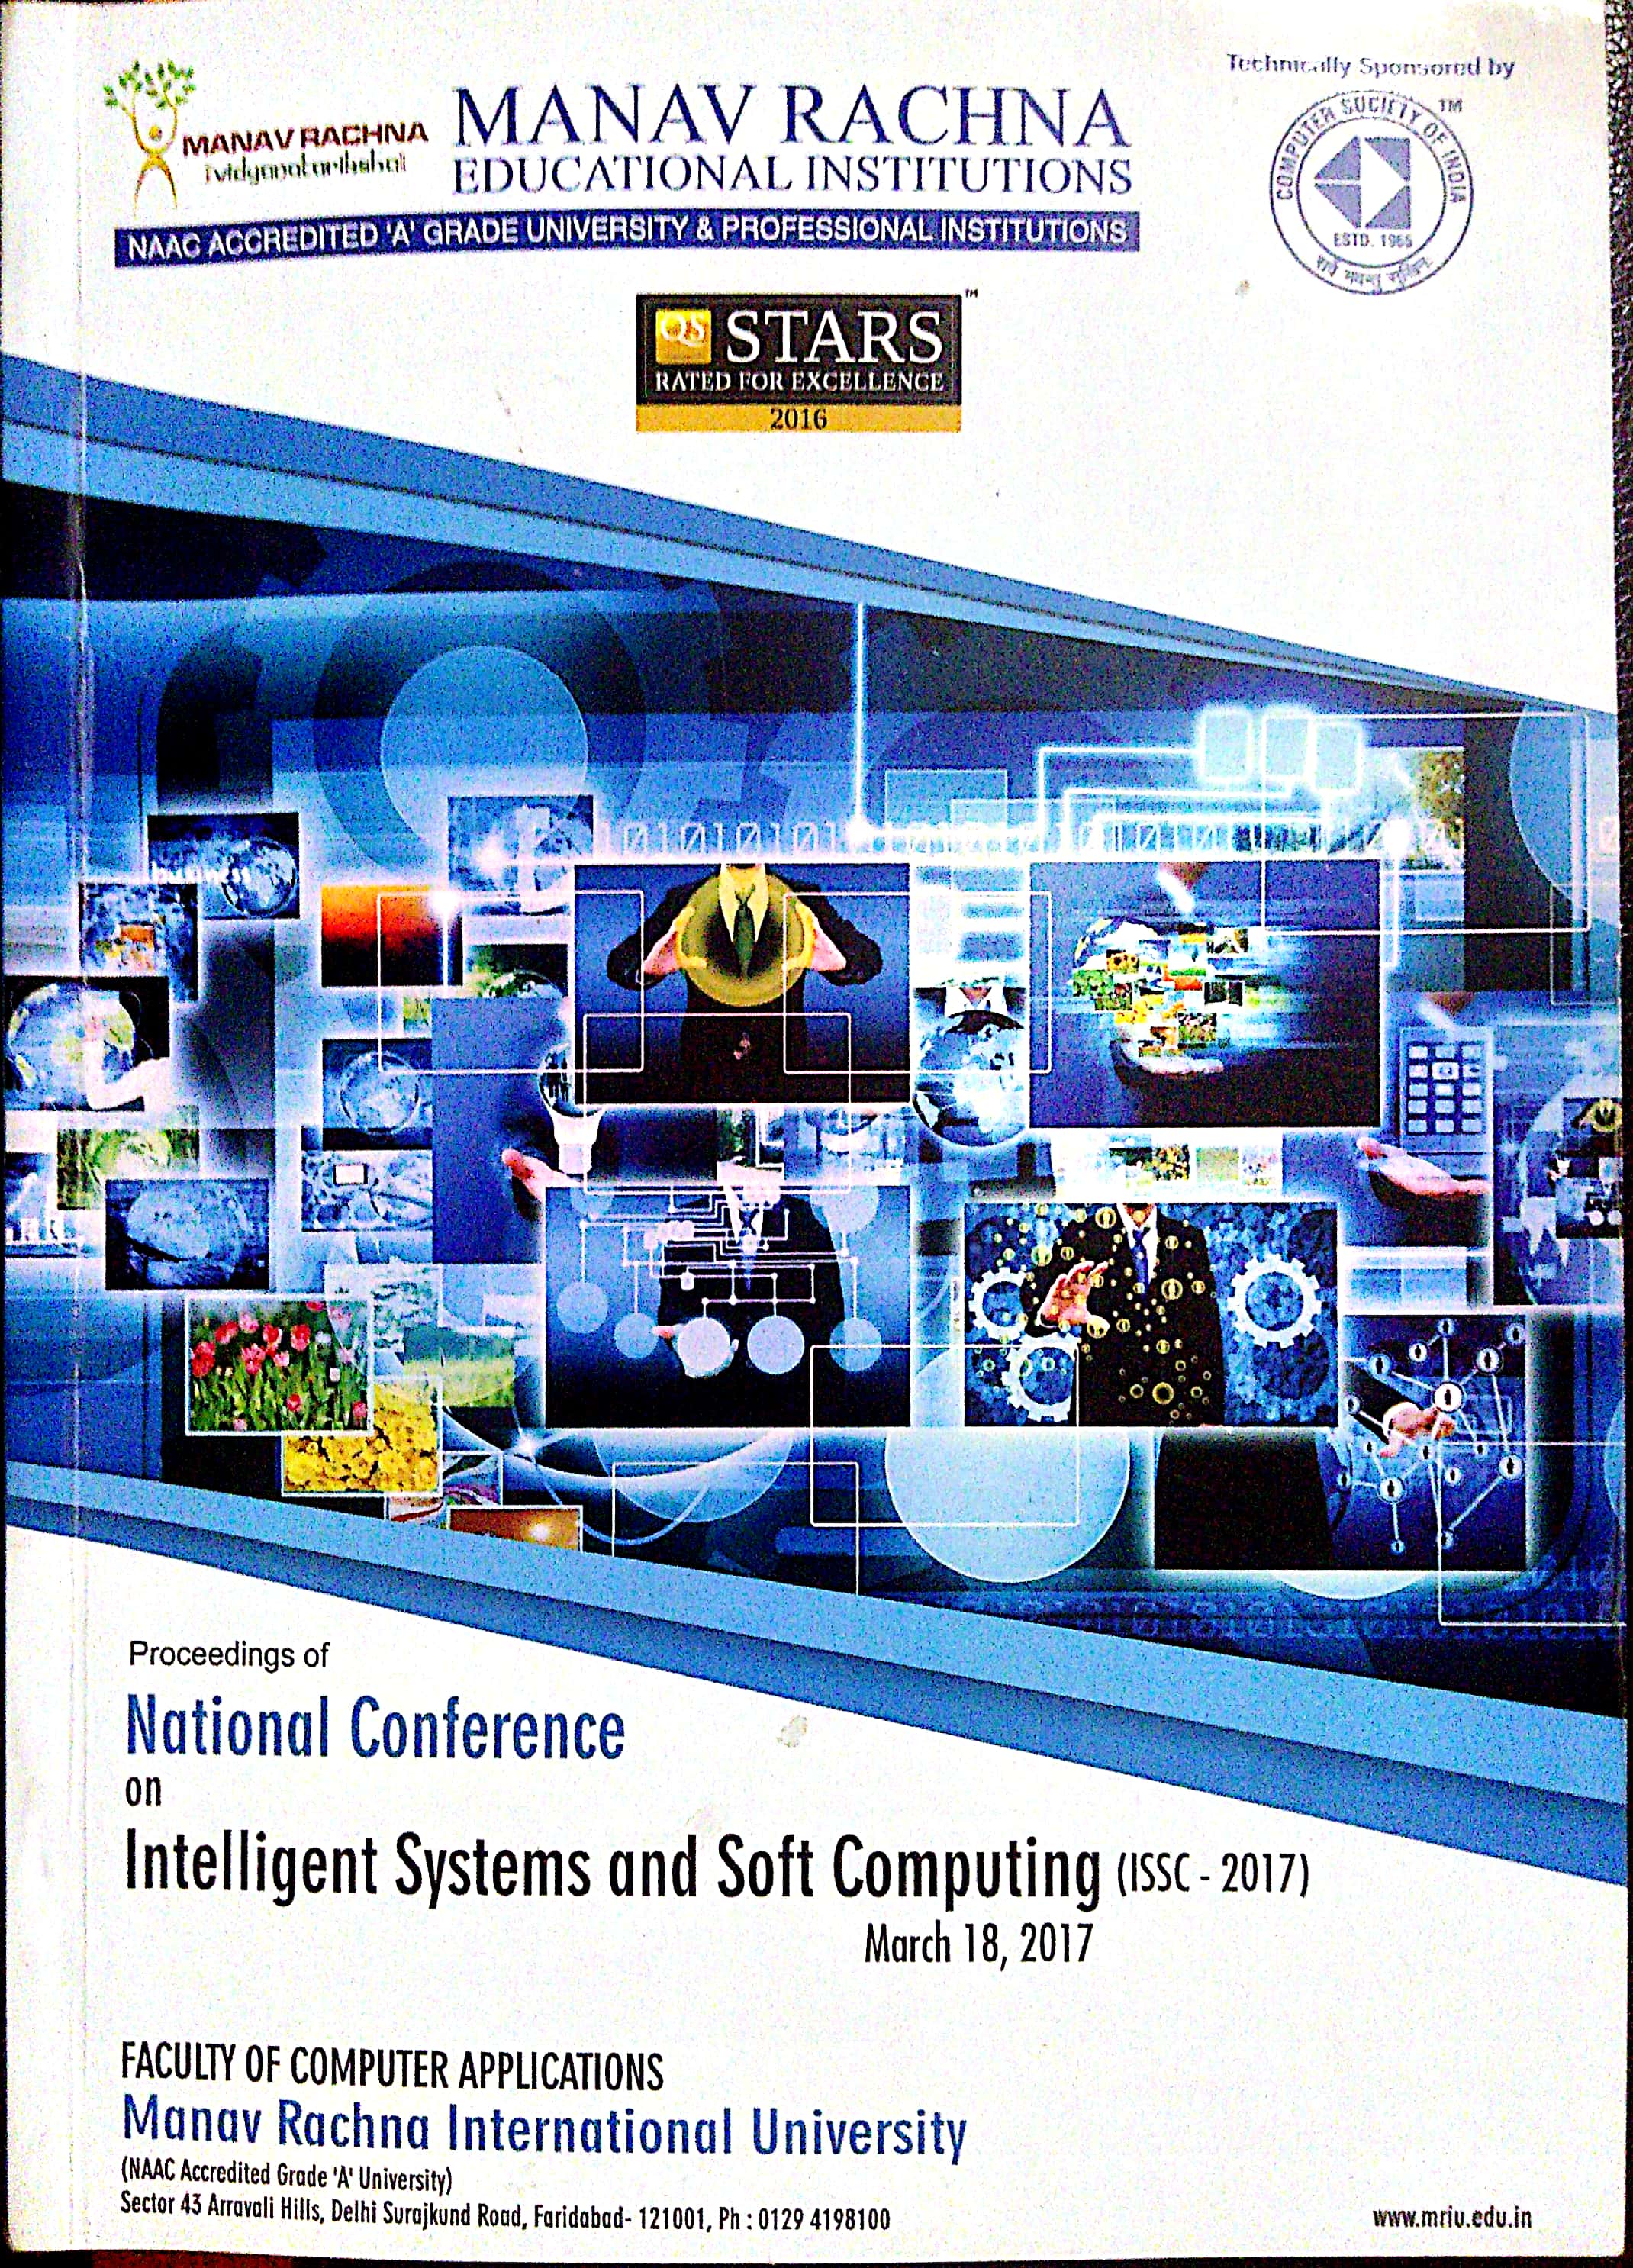 Technically Sponsored by
MANAV RACHNA
vidyanatariksha
MANAV RACHNA
EDUCATIONAL INSTITUTIONS
NAAC ACCREDITED 'A' GRADE UNIVERSITY & PROFESSIONAL INSTITUTIONS
COMPUTER SOCIETY OF INDIA
TM
ESTD. 1965
QS STARS
TM
RATED FOR EXCELLENCE
2016
Proceedings of
National Conference
on
Intelligent Systems and Soft Computing (ISSC - 2017)
March 18, 2017
FACULTY OF COMPUTER APPLICATIONS
Manav Rachna International University
(NAAC Accredited Grade 'A' University)
Sector 43 Arravali Hills, Delhi Surajkund Road, Faridabad- 121001, Ph : 0129 4198100
www.mriu.edu.in